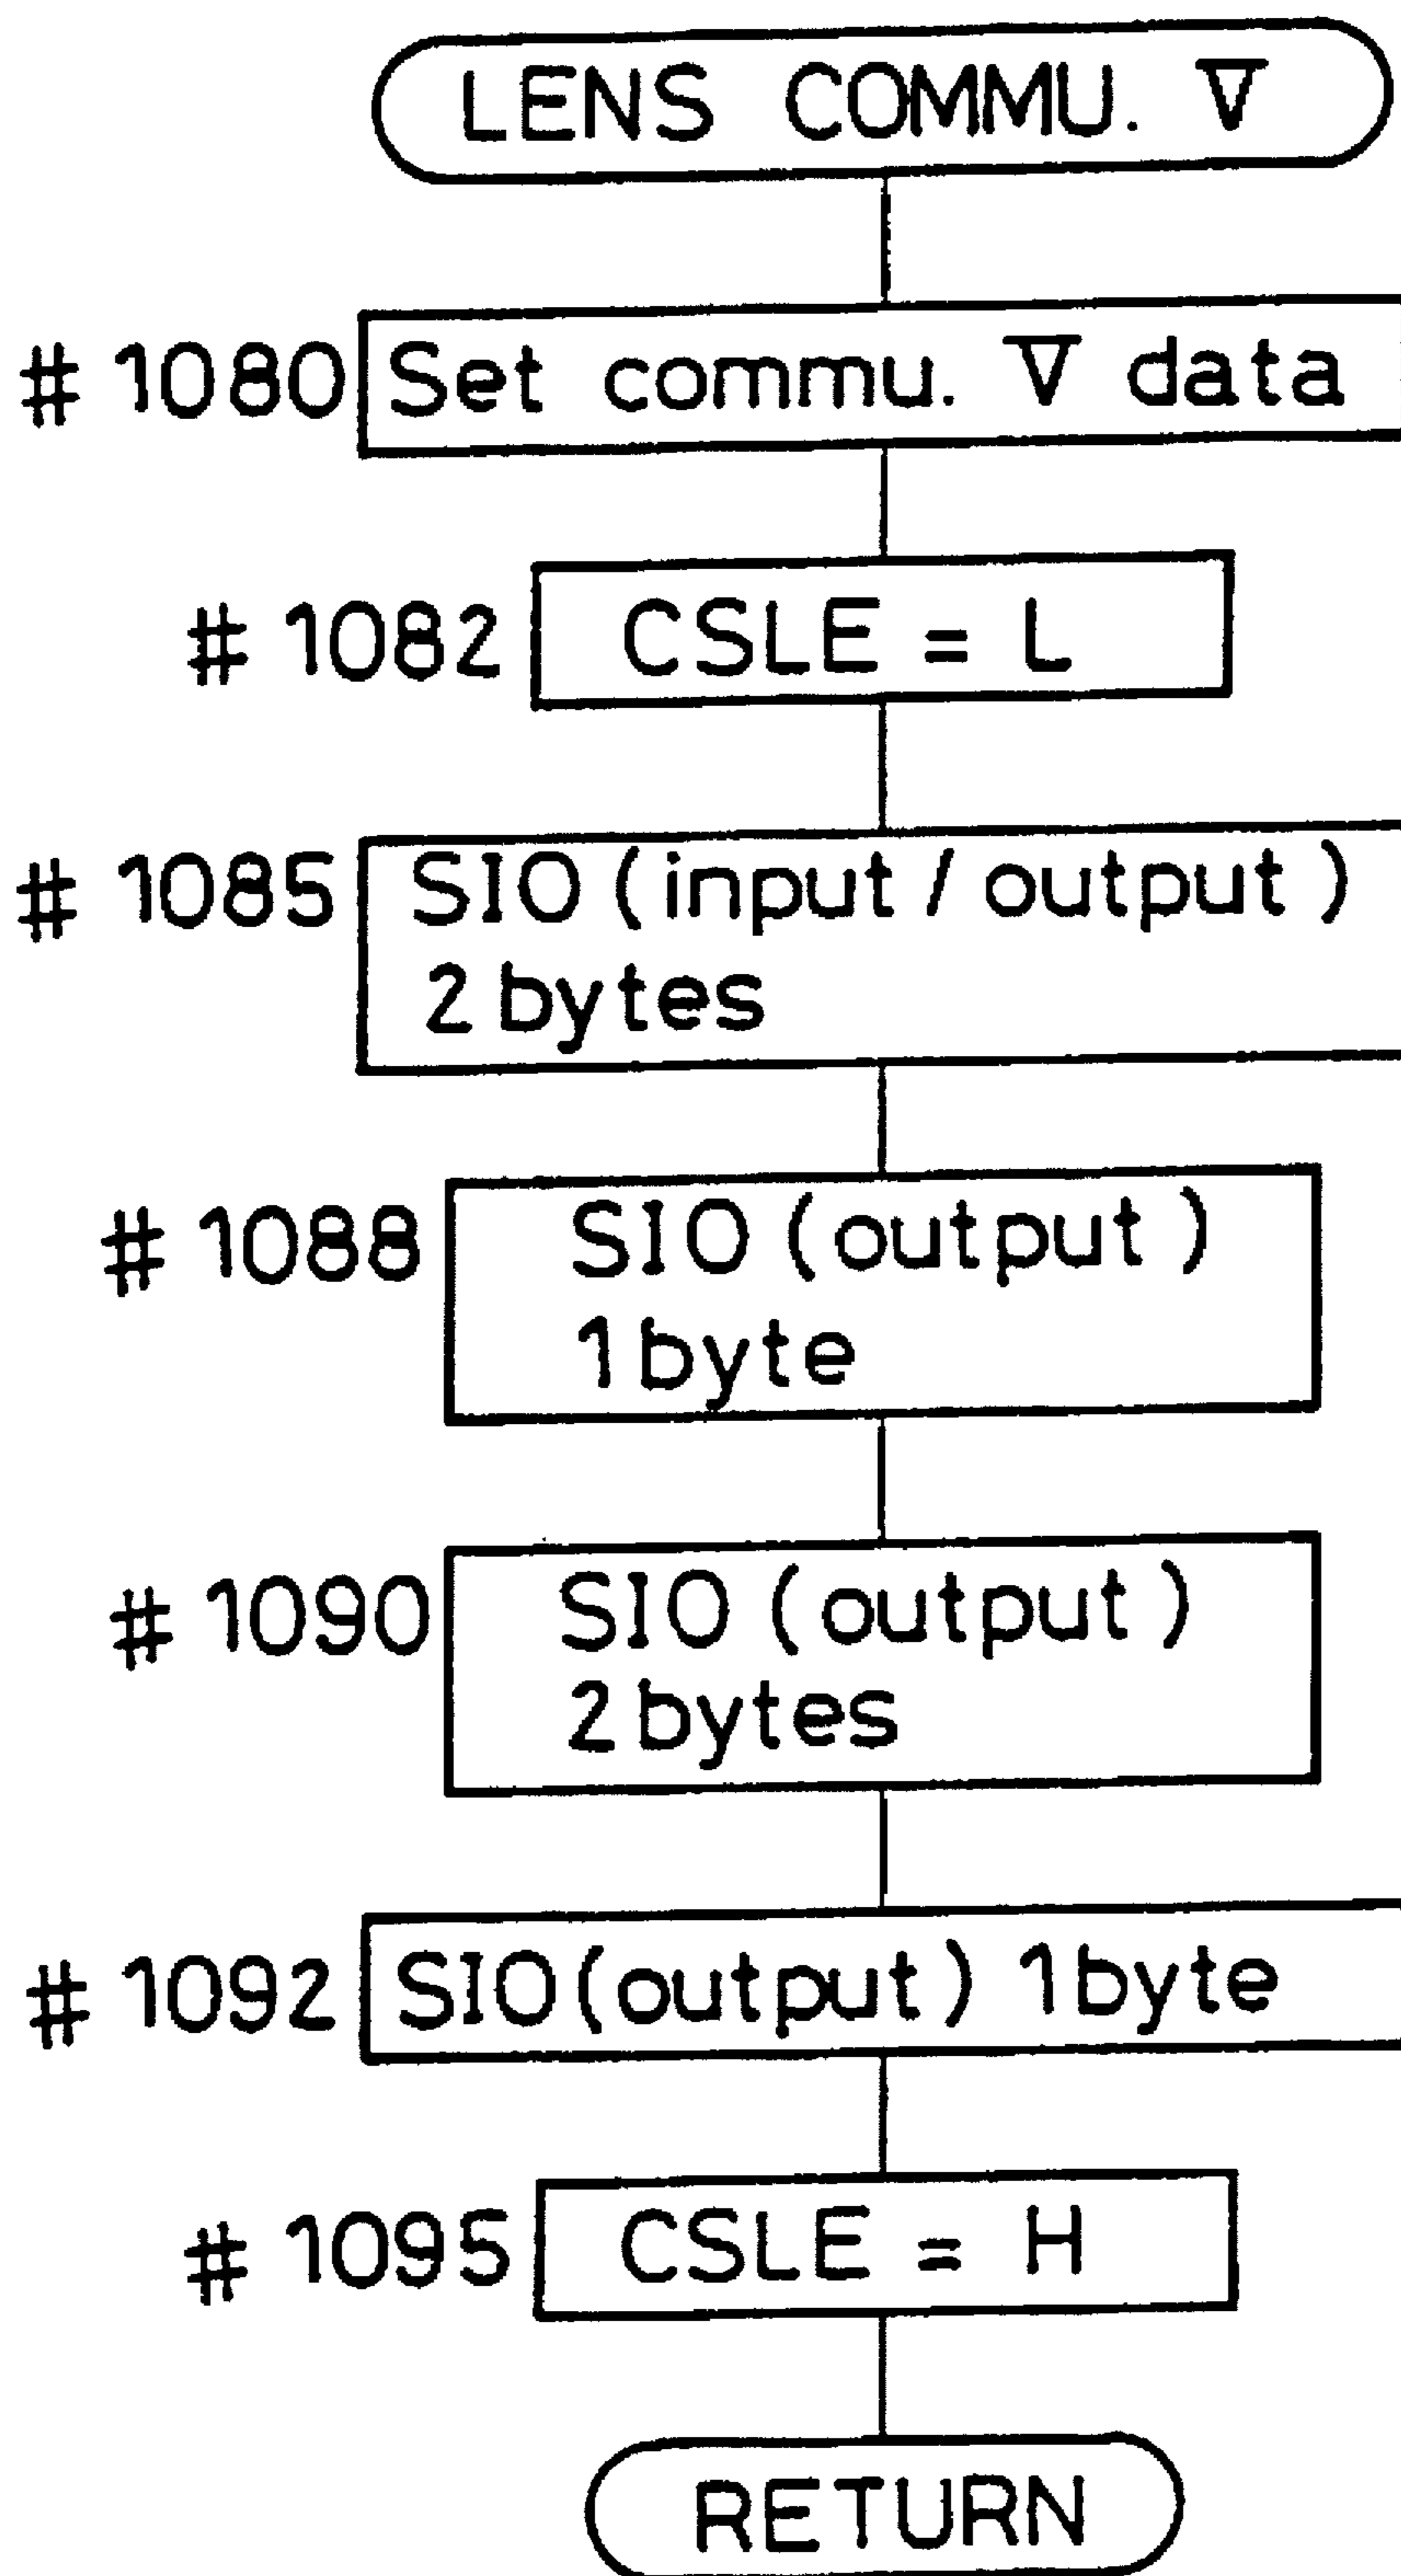 LENS COMMU. V
# 1080 Set commu. V data
# 1082 CSLE = L
# 1085 SIO (input / output)
2 bytes
# 1088 SIO (output)
1 byte
# 1090 SIO (output)
2 bytes
# 1092 SIO (output) 1 byte
# 1095 CSLE = H
RETURN